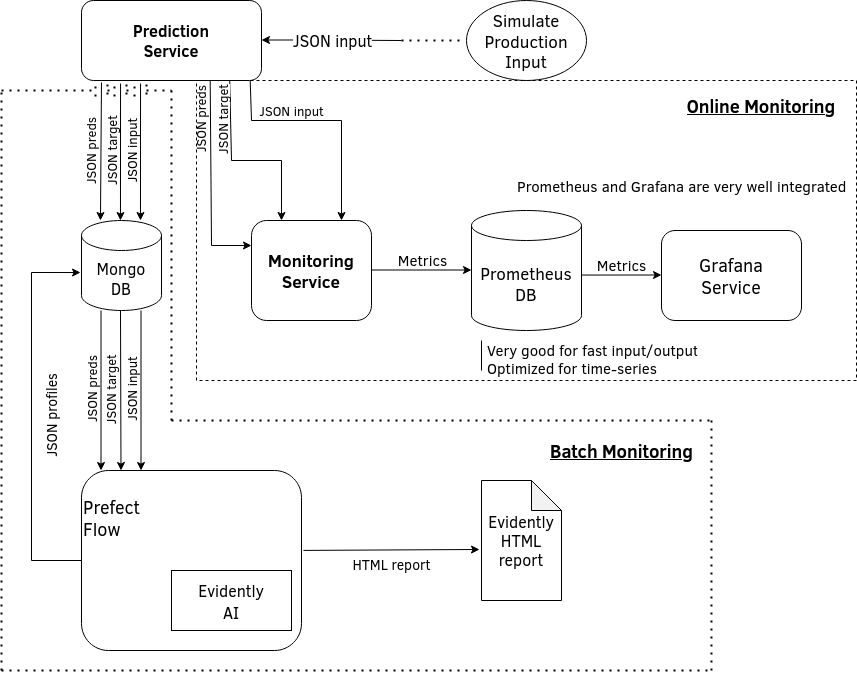 Prediction
Service
JSON input
Simulate
Production
Input
Online Monitoring
JSON preds
JSON target
JSON input
JSON preds
JSON target
JSON input
Prometheus and Grafana are very well integrated
Mongo
DB
Monitoring
Service
Metrics
Prometheus
DB
Metrics
Grafana
Service
Very good for fast input/output
Optimized for time-series
JSON profiles
JSON preds
JSON target
JSON input
Batch Monitoring
Prefect
Flow
Evidently
AI
HTML report
Evidently
HTML
report